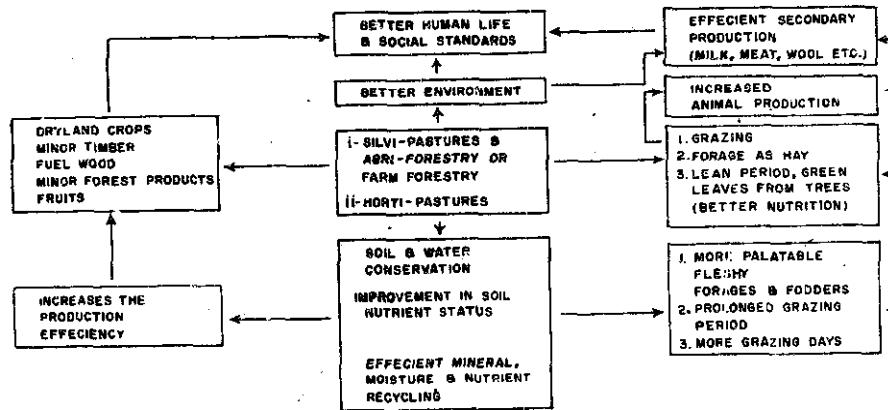 BETTER HUMAN LIFE
& SOCIAL STANDARDS
EFFECIENT SECONDARY
PRODUCTION
(MILK, MEAT, WOOL ETC.)
BETTER ENVIRONMENT
INCREASED
ANIMAL PRODUCTION
DRYLAND CROPS
MINOR TIMBER
FUEL WOOD
MINOR FOREST PRODUCTS
FRUITS
i- SILVI-PASTURES &
AGRI-FORESTRY OR
FARM FORESTRY
ii-HORTI-PASTURES
1. GRAZING
2. FORAGE AS HAY
3. LEAN PERIOD, GREEN
LEAVES FROM TREES
(BETTER NUTRITION)
SOIL & WATER
CONSERVATION
IMPROVEMENT IN SOIL
NUTRIENT STATUS
EFFECIENT MINERAL,
MOISTURE & NUTRIENT
RECYCLING
INCREASES THE
PRODUCTION
EFFECIENCY
1. MORE PALATABLE
FLESHY
FORAGES & FODDERS
2. PROLONGED GRAZING
PERIOD
3. MORE GRAZING DAYS